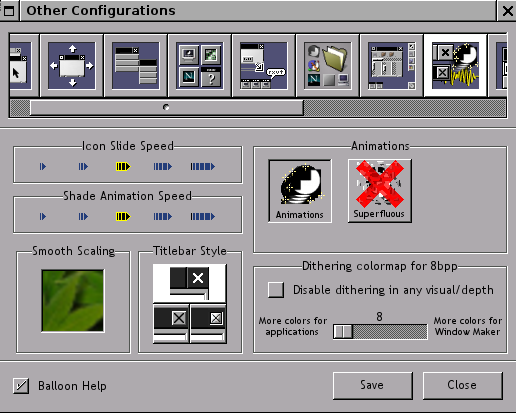 Other Configurations
rxvt
Icon Slide Speed
Animations
Animations
Superfluous
Shade Animation Speed
Smooth Scaling
Titlebar Style
Dithering colormap for 8bpp
Disable dithering in any visual/depth
More colors for
applications
8
More colors for
Window Maker
Balloon Help
Save
Close